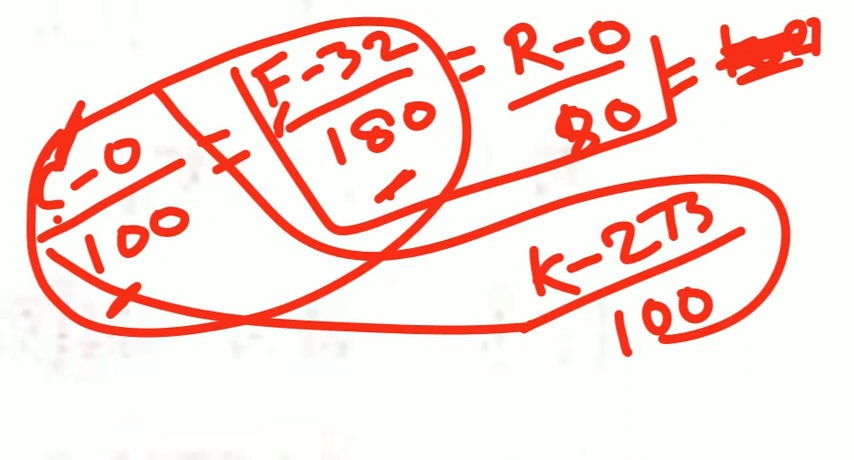 C-0/100 = F-32/180 = R-0/80 =
K-273/100